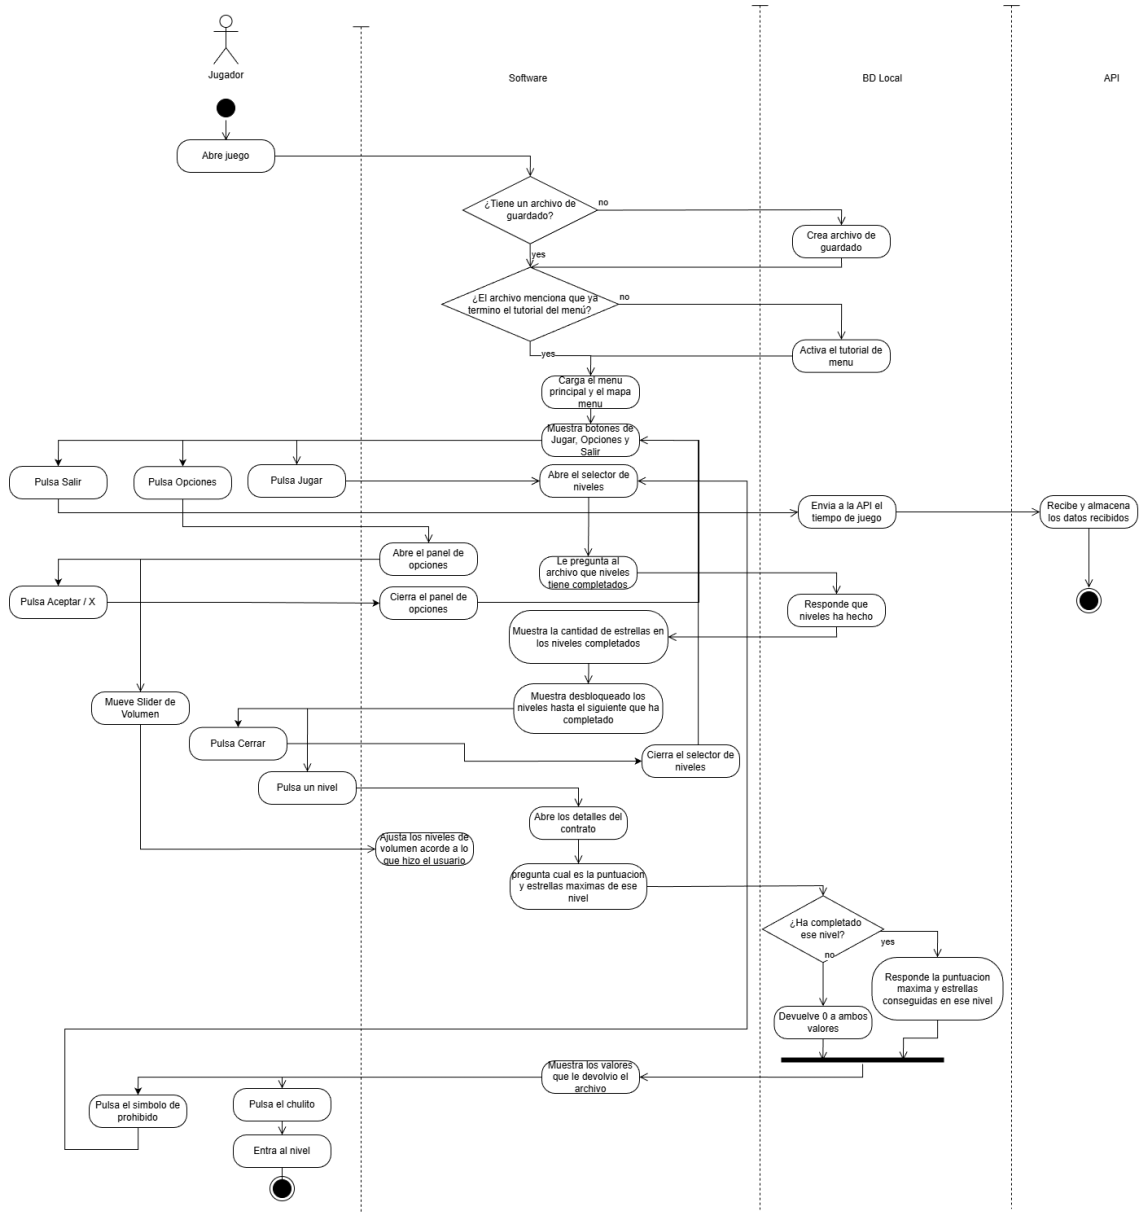 Jugador
Software
BD Local
API
Abre juego
¿Tiene un archivo de
guardado?
no
Crea archivo de
guardado
yes
¿El archivo menciona que ya
termino el tutorial del menú?
no
Activa el tutorial de
menu
yes
Carga el menu
principal y el mapa
menu
Muestra botones de
Jugar, Opciones y
Salir
Pulsa Salir
Pulsa Opciones
Pulsa Jugar
Abre el selector de
niveles
Envia a la API el
tiempo de juego
Recibe y almacena
los datos recibidos
Abre el panel de
opciones
Le pregunta al
archivo que niveles
tiene completados
Pulsa Aceptar / X
Cierra el panel de
opciones
Responde que
niveles ha hecho
Muestra la cantidad de estrellas en
los niveles completados
Mueve Slider de
Volumen
Muestra desbloqueado los
niveles hasta el siguiente que ha
completado
Pulsa Cerrar
Cierra el selector de
niveles
Pulsa un nivel
Abre los detalles del
contrato
Ajusta los niveles de
volumen acorde a lo
que hizo el usuario
pregunta cual es la puntuacion
y estrellas maximas de ese
nivel
¿Ha completado
ese nivel?
yes
no
Responde la puntuacion
maxima y estrellas
conseguidas en ese nivel
Devuelve 0 a ambos
valores
Muestra los valores
que le devolvio el
archivo
Pulsa el simbolo de
prohibido
Pulsa el chulito
Entra al nivel